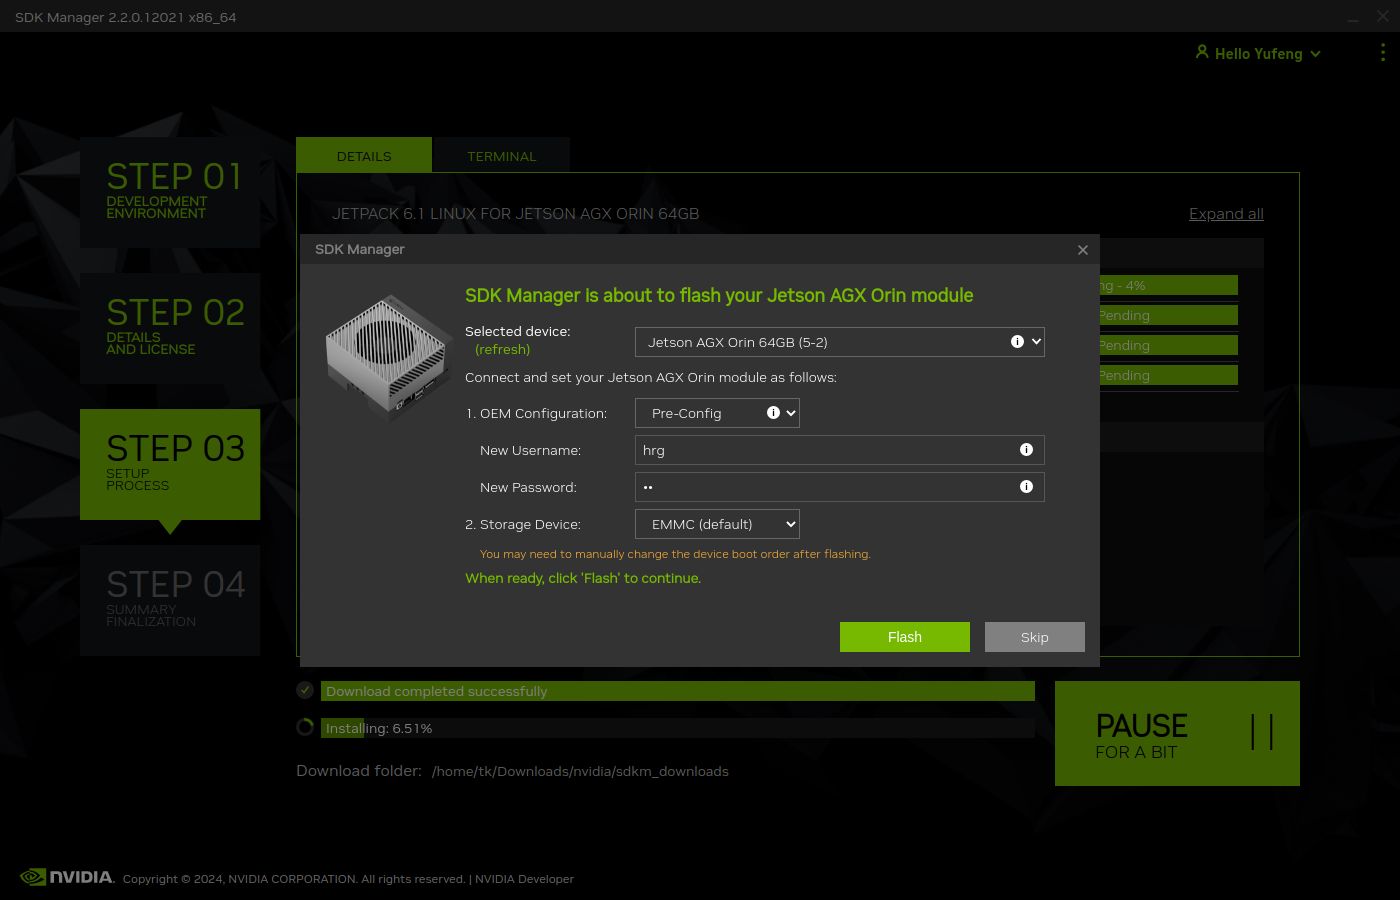 SDK Manager 2.2.0.12021 x86_64
Hello Yufeng
STEP 01
DEVELOPMENT
ENVIRONMENT
STEP 02
DETAILS
AND LICENSE
STEP 03
SETUP
PROCESS
STEP 04
SUMMARY
FINALIZATION
DETAILS
TERMINAL
JETPACK 6.1 LINUX FOR JETSON AGX ORIN 64GB
Expand all
ng - 4%
Pending
Pending
Pending
SDK Manager
SDK Manager is about to flash your Jetson AGX Orin module
Selected device:
(refresh)
Jetson AGX Orin 64GB (5-2)
Connect and set your Jetson AGX Orin module as follows:
1. OEM Configuration:
Pre-Config
New Username:
hrg
New Password:
••
2. Storage Device:
EMMC (default)
You may need to manually change the device boot order after flashing.
When ready, click 'Flash' to continue.
Flash
Skip
Download completed successfully
Installing: 6.51%
Download folder: /home/tk/Downloads/nvidia/sdkm_downloads
PAUSE
FOR A BIT
NVIDIA. Copyright © 2024, NVIDIA CORPORATION. All rights reserved. | NVIDIA Developer